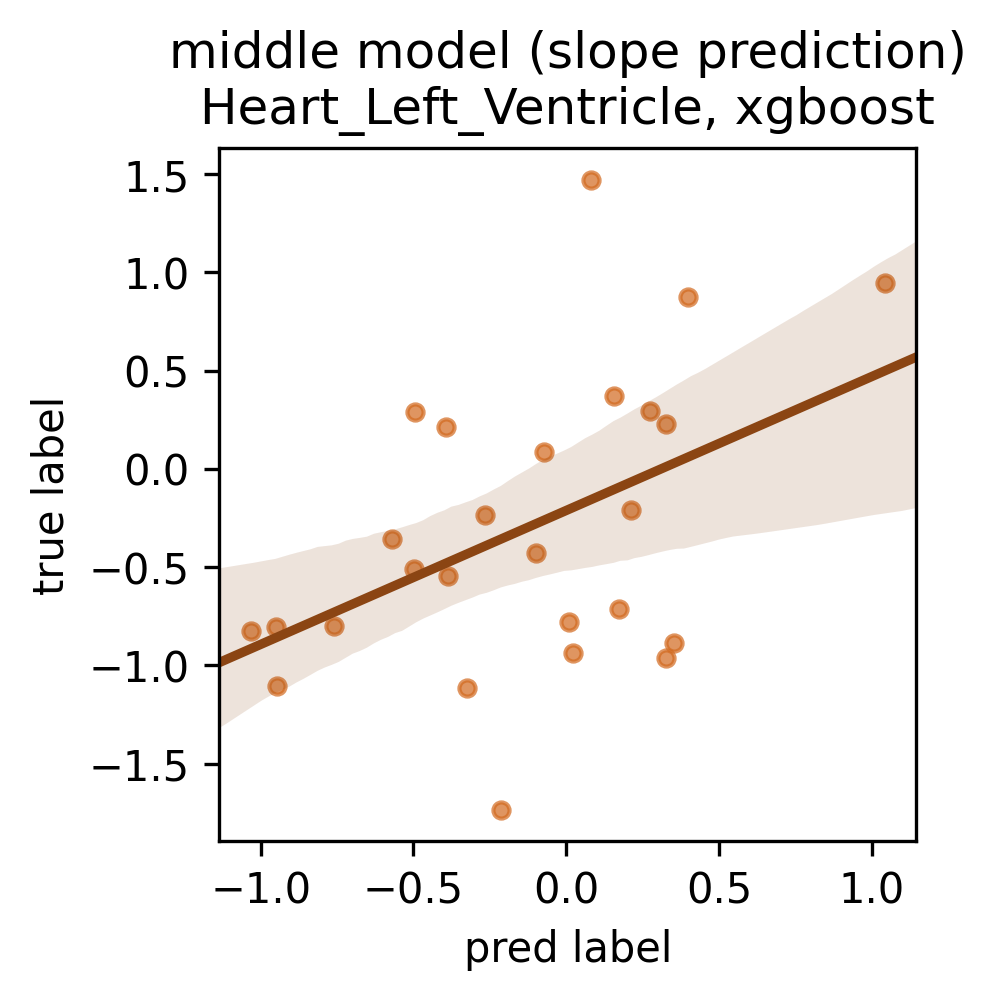 middle model (slope prediction)
Heart_Left_Ventricle, xgboost
1.5
1.0
0.5
0.0
−0.5
−1.0
−1.5
true label
−1.0 −0.5 0.0 0.5 1.0
pred label